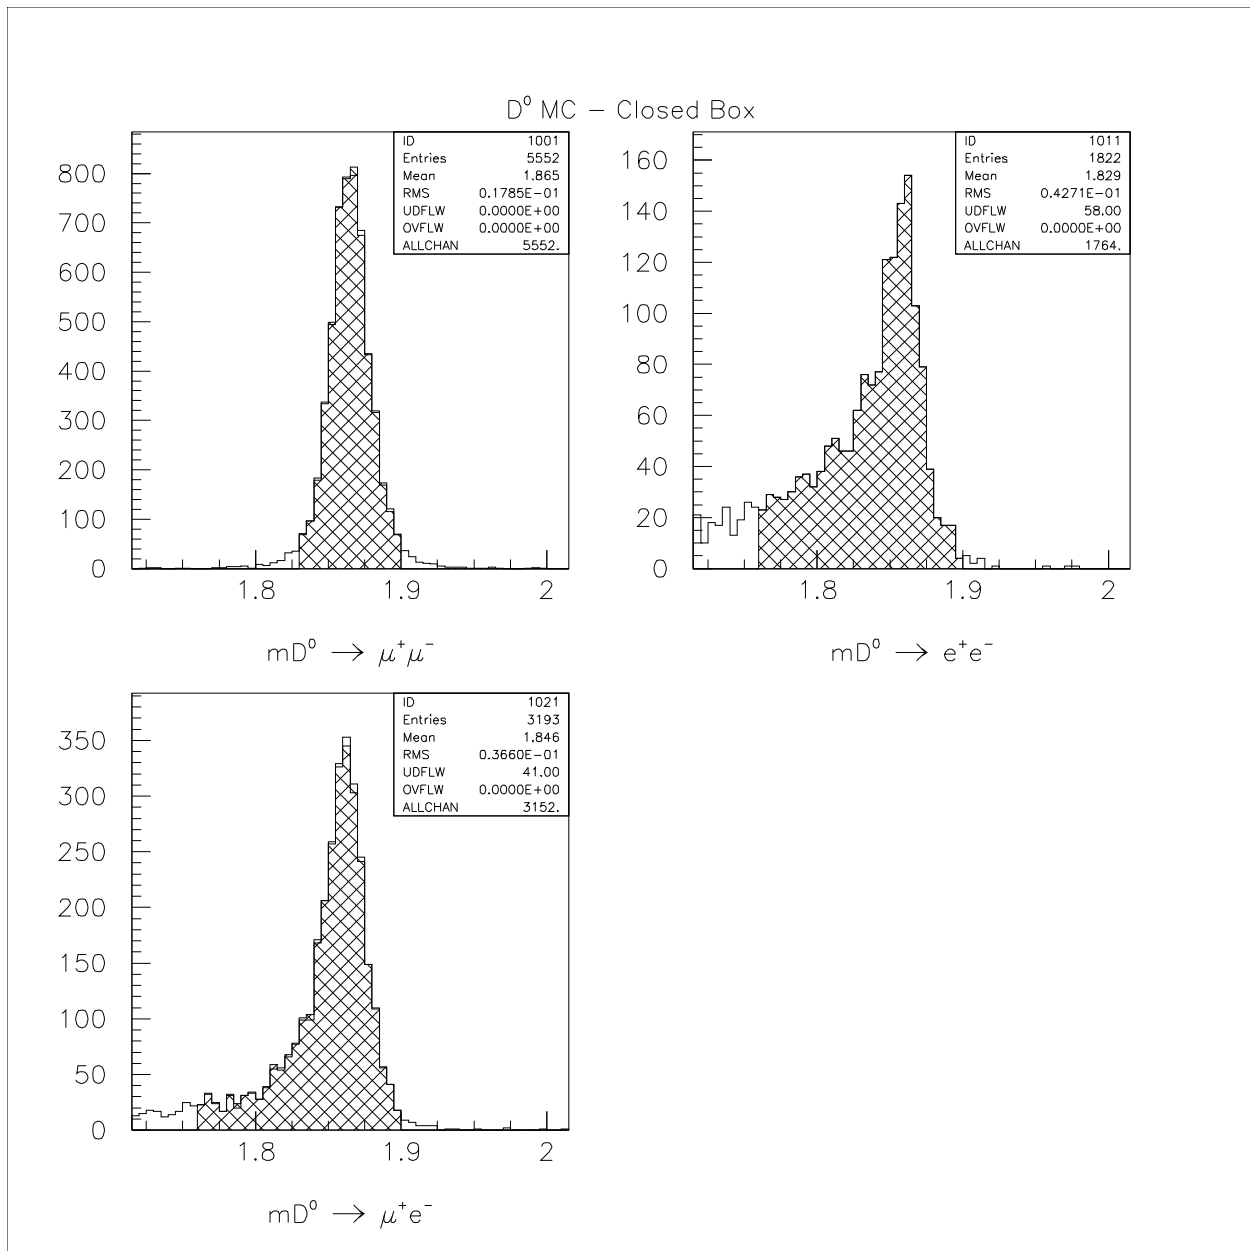 D⁰ MC – Closed Box
ID 1001
Entries 5552
Mean 1.865
RMS 0.1785E−01
UDFLW 0.0000E+00
OVFLW 0.0000E+00
ALLCHAN 5552.
800
700
600
500
400
300
200
100
0
1.8 1.9 2
mD⁰ → μ⁺μ⁻
ID 1011
Entries 1822
Mean 1.829
RMS 0.4271E−01
UDFLW 58.00
OVFLW 0.0000E+00
ALLCHAN 1764.
160
140
120
100
80
60
40
20
0
1.8 1.9 2
mD⁰ → e⁺e⁻
ID 1021
Entries 3193
Mean 1.846
RMS 0.3660E−01
UDFLW 41.00
OVFLW 0.0000E+00
ALLCHAN 3152.
350
300
250
200
150
100
50
0
1.8 1.9 2
mD⁰ → μ⁺e⁻